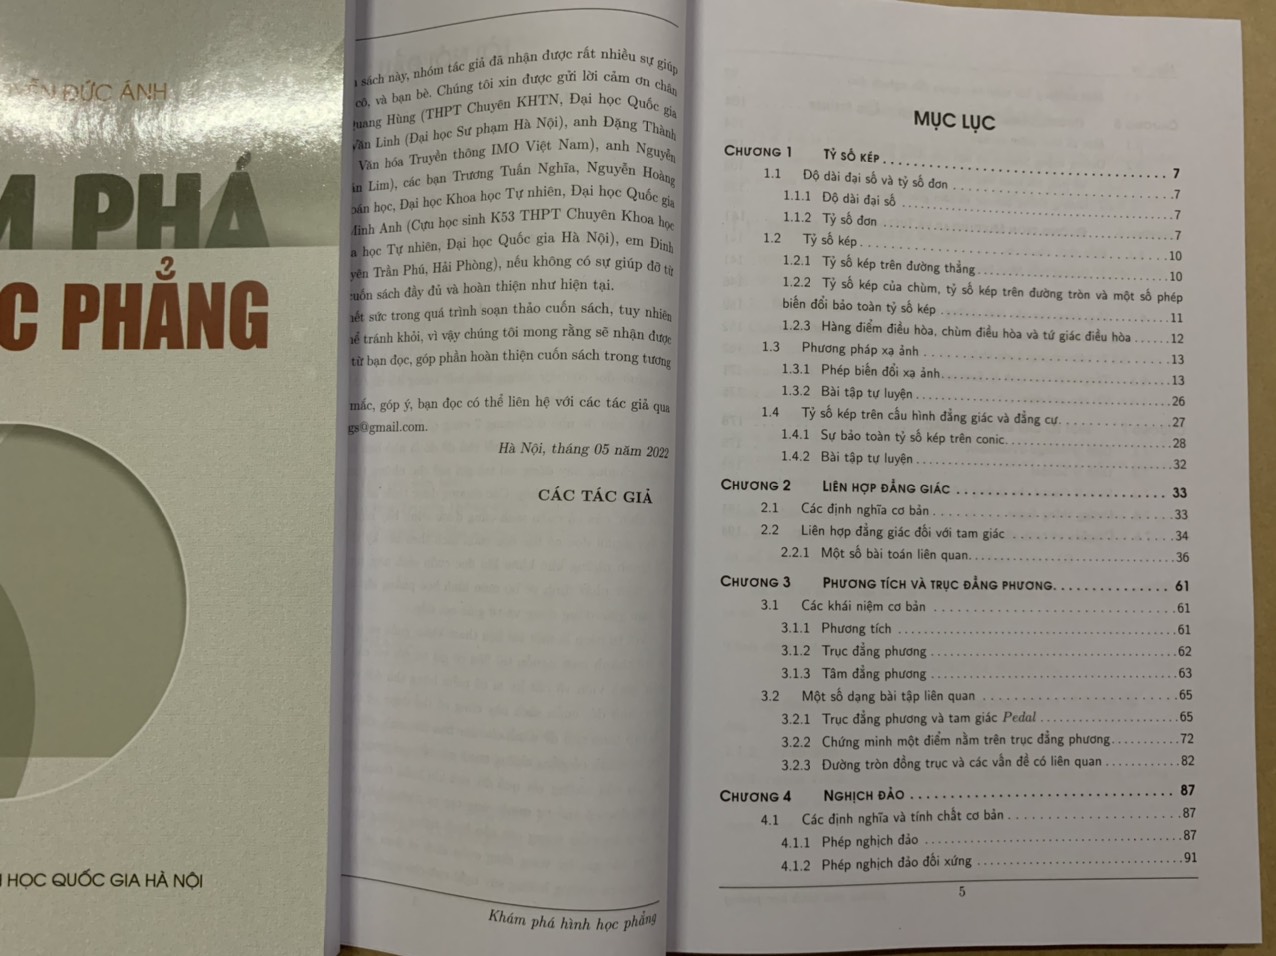 ĐỨC ÁNH
PHÁ
C PHẲNG
HỌC QUỐC GIA HÀ NỘI
sách này, nhóm tác giả đã nhận được rất nhiều sự giúp
cô, và bạn bè. Chúng tôi xin được gửi lời cảm ơn chân
Hùng (THPT Chuyên KHTN, Đại học Quốc gia
Linh (Đại học Sư phạm Hà Nội), anh Đặng Thành
Văn hóa Truyền thông IMO Việt Nam), anh Nguyễn
Lim), các bạn Trương Tuấn Nghĩa, Nguyễn Hoàng
học, Đại học Khoa học Tự nhiên, Đại học Quốc gia
Minh Anh (Cựu học sinh K53 THPT Chuyên Khoa học
học Tự nhiên, Đại học Quốc gia Hà Nội), em Đinh
Trần Phú, Hải Phòng), nếu không có sự giúp đỡ từ
cuốn sách đầy đủ và hoàn thiện như hiện tại.
sức trong quá trình soạn thảo cuốn sách, tuy nhiên
tránh khỏi, vì vậy chúng tôi mong rằng sẽ nhận được
từ bạn đọc, góp phần hoàn thiện cuốn sách trong tương
mắc, góp ý, bạn đọc có thể liên hệ với các tác giả qua
gs@gmail.com.
Hà Nội, tháng 05 năm 2022
CÁC TÁC GIẢ
Khám phá hình học phẳng
MỤC LỤC
CHƯƠNG 1 TỶ SỐ KÉP 7
1.1 Độ dài đại số và tỷ số đơn 7
1.1.1 Độ dài đại số 7
1.1.2 Tỷ số đơn 7
1.2 Tỷ số kép 10
1.2.1 Tỷ số kép trên đường thẳng 10
1.2.2 Tỷ số kép của chùm, tỷ số kép trên đường tròn và một số phép
biến đổi bảo toàn tỷ số kép 11
1.2.3 Hàng điểm điều hòa, chùm điều hòa và tứ giác điều hòa 12
1.3 Phương pháp xạ ảnh 13
1.3.1 Phép biến đổi xạ ảnh 13
1.3.2 Bài tập tự luyện 26
1.4 Tỷ số kép trên cấu hình đẳng giác và đẳng cự 27
1.4.1 Sự bảo toàn tỷ số kép trên conic 28
1.4.2 Bài tập tự luyện 32
CHƯƠNG 2 LIÊN HỢP ĐẲNG GIÁC 33
2.1 Các định nghĩa cơ bản 33
2.2 Liên hợp đẳng giác đối với tam giác 34
2.2.1 Một số bài toán liên quan 36
CHƯƠNG 3 PHƯƠNG TÍCH VÀ TRỤC ĐẲNG PHƯƠNG 61
3.1 Các khái niệm cơ bản 61
3.1.1 Phương tích 61
3.1.2 Trục đẳng phương 62
3.1.3 Tâm đẳng phương 63
3.2 Một số dạng bài tập liên quan 65
3.2.1 Trục đẳng phương và tam giác Pedal 65
3.2.2 Chứng minh một điểm nằm trên trục đẳng phương 72
3.2.3 Đường tròn đồng trục và các vấn đề có liên quan 82
CHƯƠNG 4 NGHỊCH ĐẢO 87
4.1 Các định nghĩa và tính chất cơ bản 87
4.1.1 Phép nghịch đảo 87
4.1.2 Phép nghịch đảo đối xứng 91
5